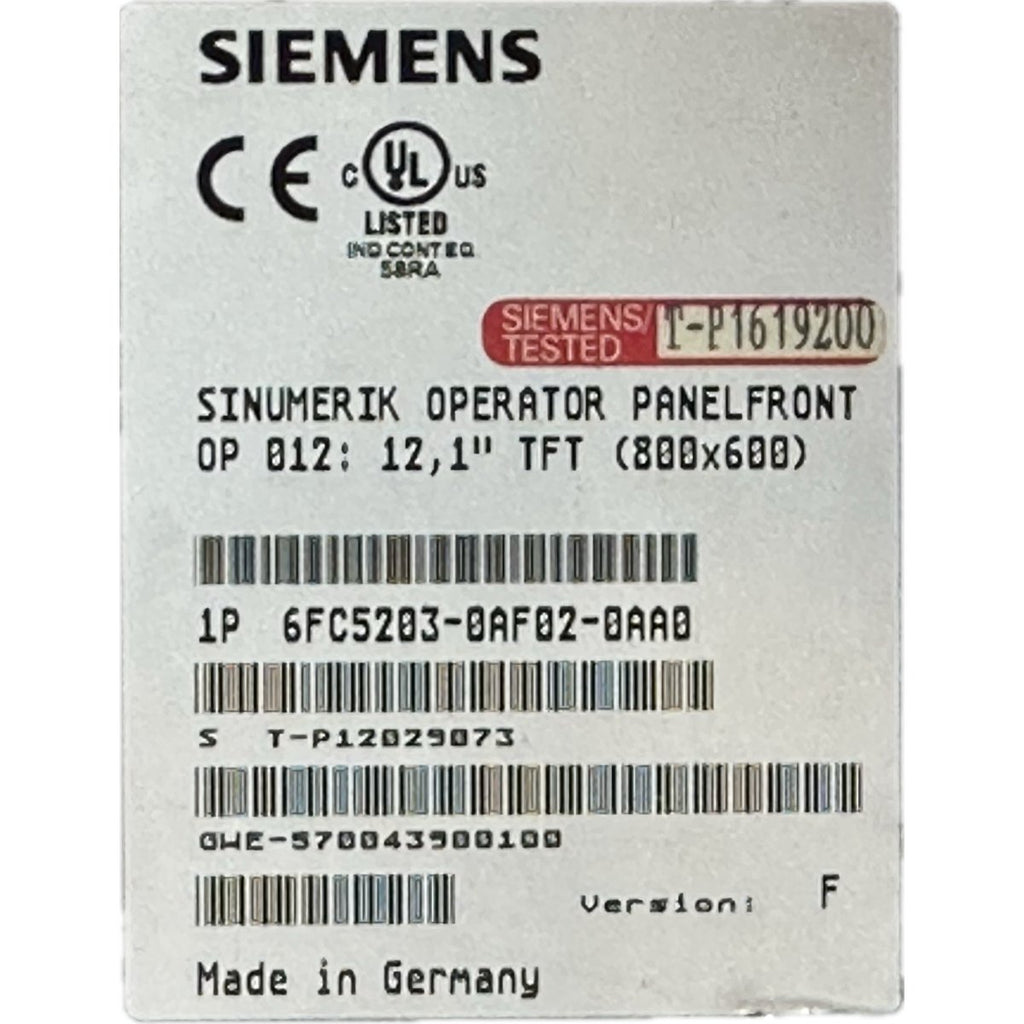 SIEMENS
CE
C UL US
LISTED
IND CONT EQ
58RA
SIEMENS/
TESTED
T-P1619200
SINUMERIK OPERATOR PANELFRONT
OP 012: 12,1" TFT (800x600)
1P 6FC5203-0AF02-0AA0
S T-P12029073
GWE-570043900100
Version: F
Made in Germany